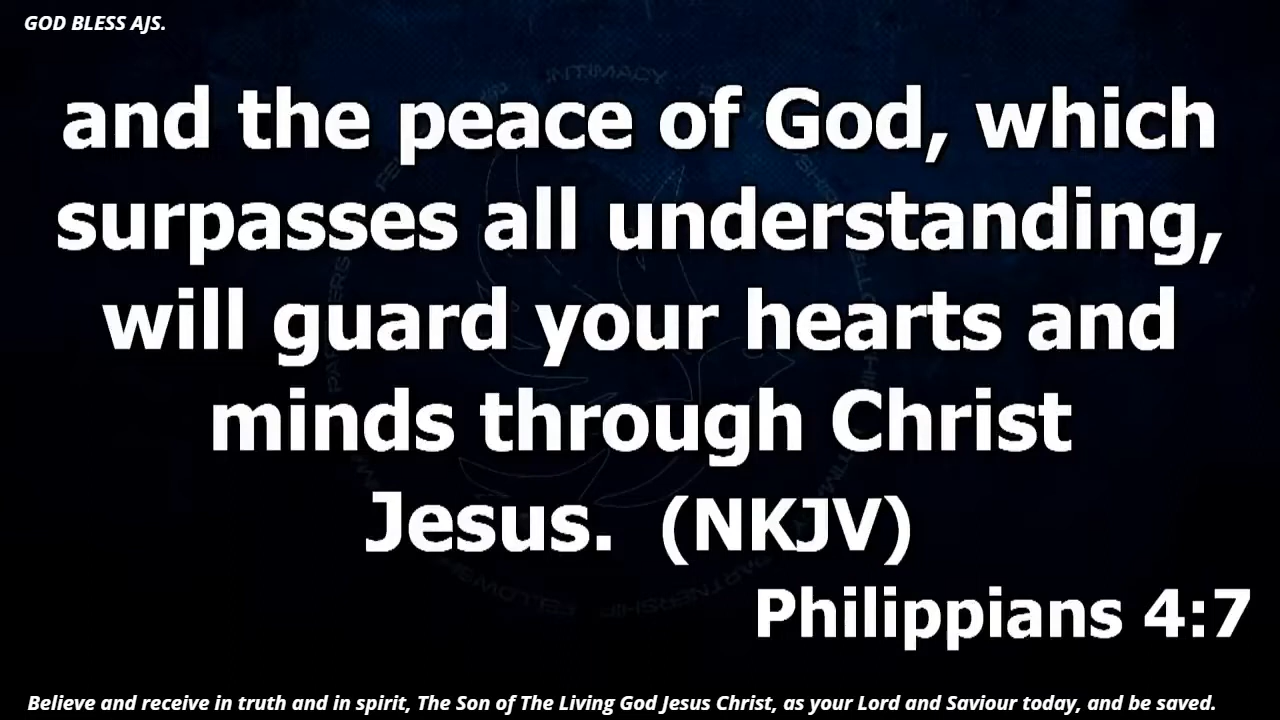 GOD BLESS AJS.
INTIMACY
and the peace of God, which
surpasses all understanding,
will guard your hearts and
minds through Christ
Jesus. (NKJV)
Philippians 4:7
Believe and receive in truth and in spirit, The Son of The Living God Jesus Christ, as your Lord and Saviour today, and be saved.